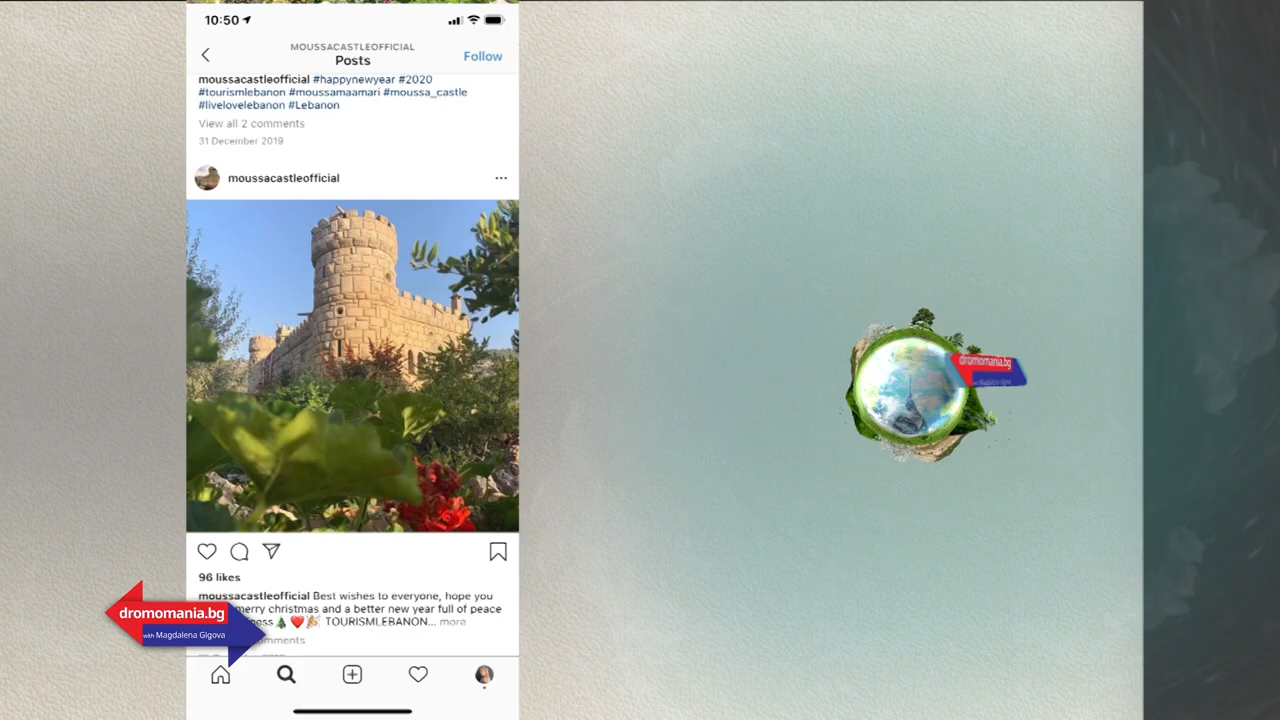 10:50
MOUSSACASTLEOFFICIAL
Posts
Follow
moussacastleofficial #happynewyear #2020
#tourismlebanon #moussamaamari #moussa_castle
#livelovelebanon #Lebanon
View all 2 comments
31 December 2019
moussacastleofficial
96 likes
moussacastleofficial Best wishes to everyone, hope you
merry christmas and a better new year full of peace
TOURISMLEBANON... more
dromomania.bg
with Magdalena Gigova
dromomania.bg